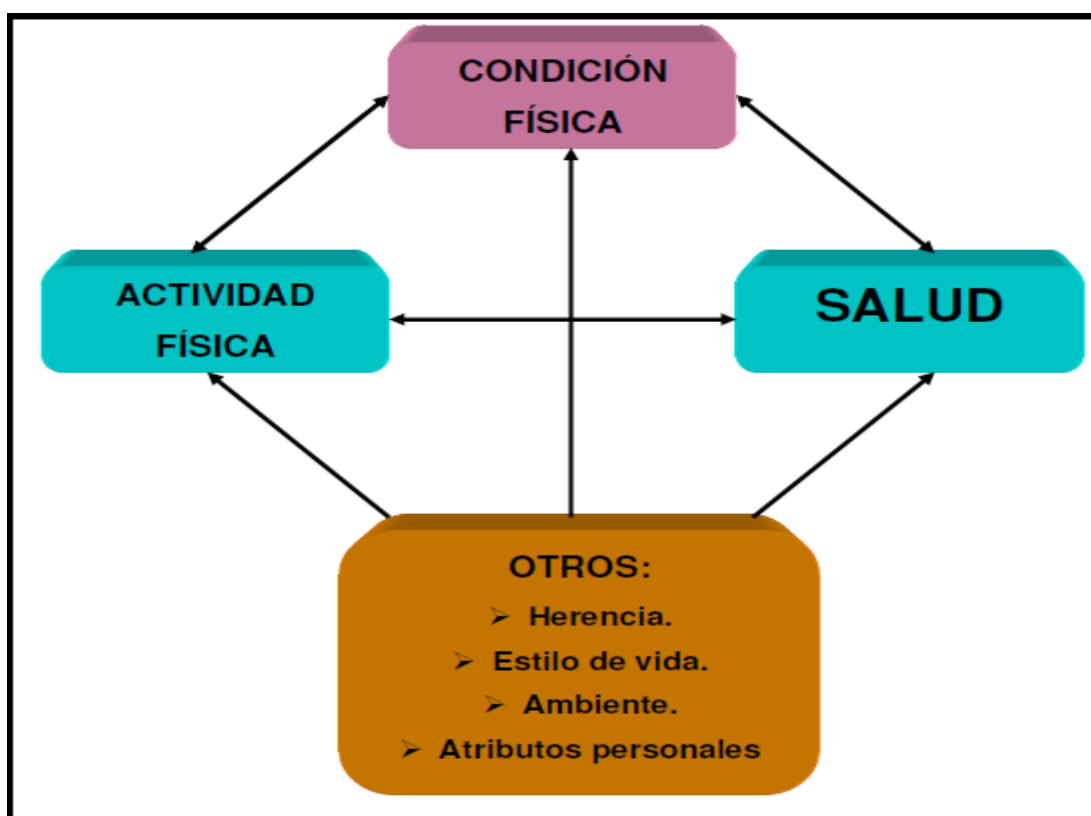 CONDICIÓN
FÍSICA
ACTIVIDAD
FÍSICA
SALUD
OTROS:
➢ Herencia.
➢ Estilo de vida.
➢ Ambiente.
➢ Atributos personales